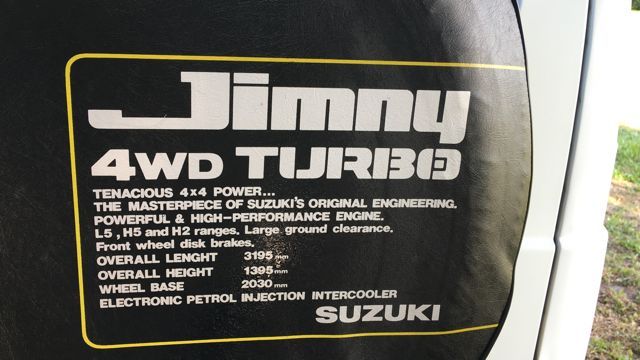 Jimny
4WD TURBO
TENACIOUS 4x4 POWER...
THE MASTERPIECE OF SUZUKI'S ORIGINAL ENGINEERING.
POWERFUL & HIGH-PERFORMANCE ENGINE.
L5, H5 and H2 ranges. Large ground clearance.
Front wheel disk brakes.
OVERALL LENGHT 3195mm
OVERALL HEIGHT 1395mm
WHEEL BASE 2030mm
ELECTRONIC PETROL INJECTION INTERCOOLER
SUZUKI